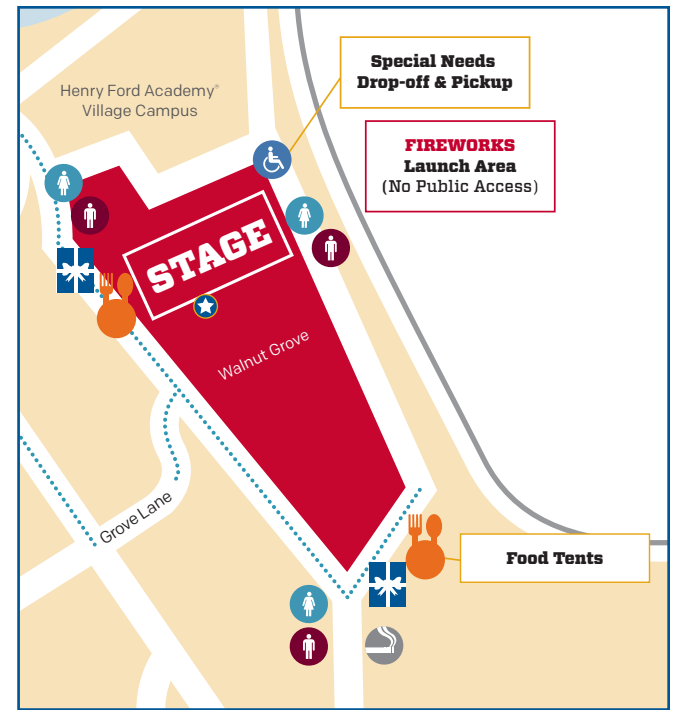 Special Needs
Drop-off & Pickup
Henry Ford Academy®
Village Campus
FIREWORKS
Launch Area
(No Public Access)
STAGE
Walnut Grove
Grove Lane
Food Tents